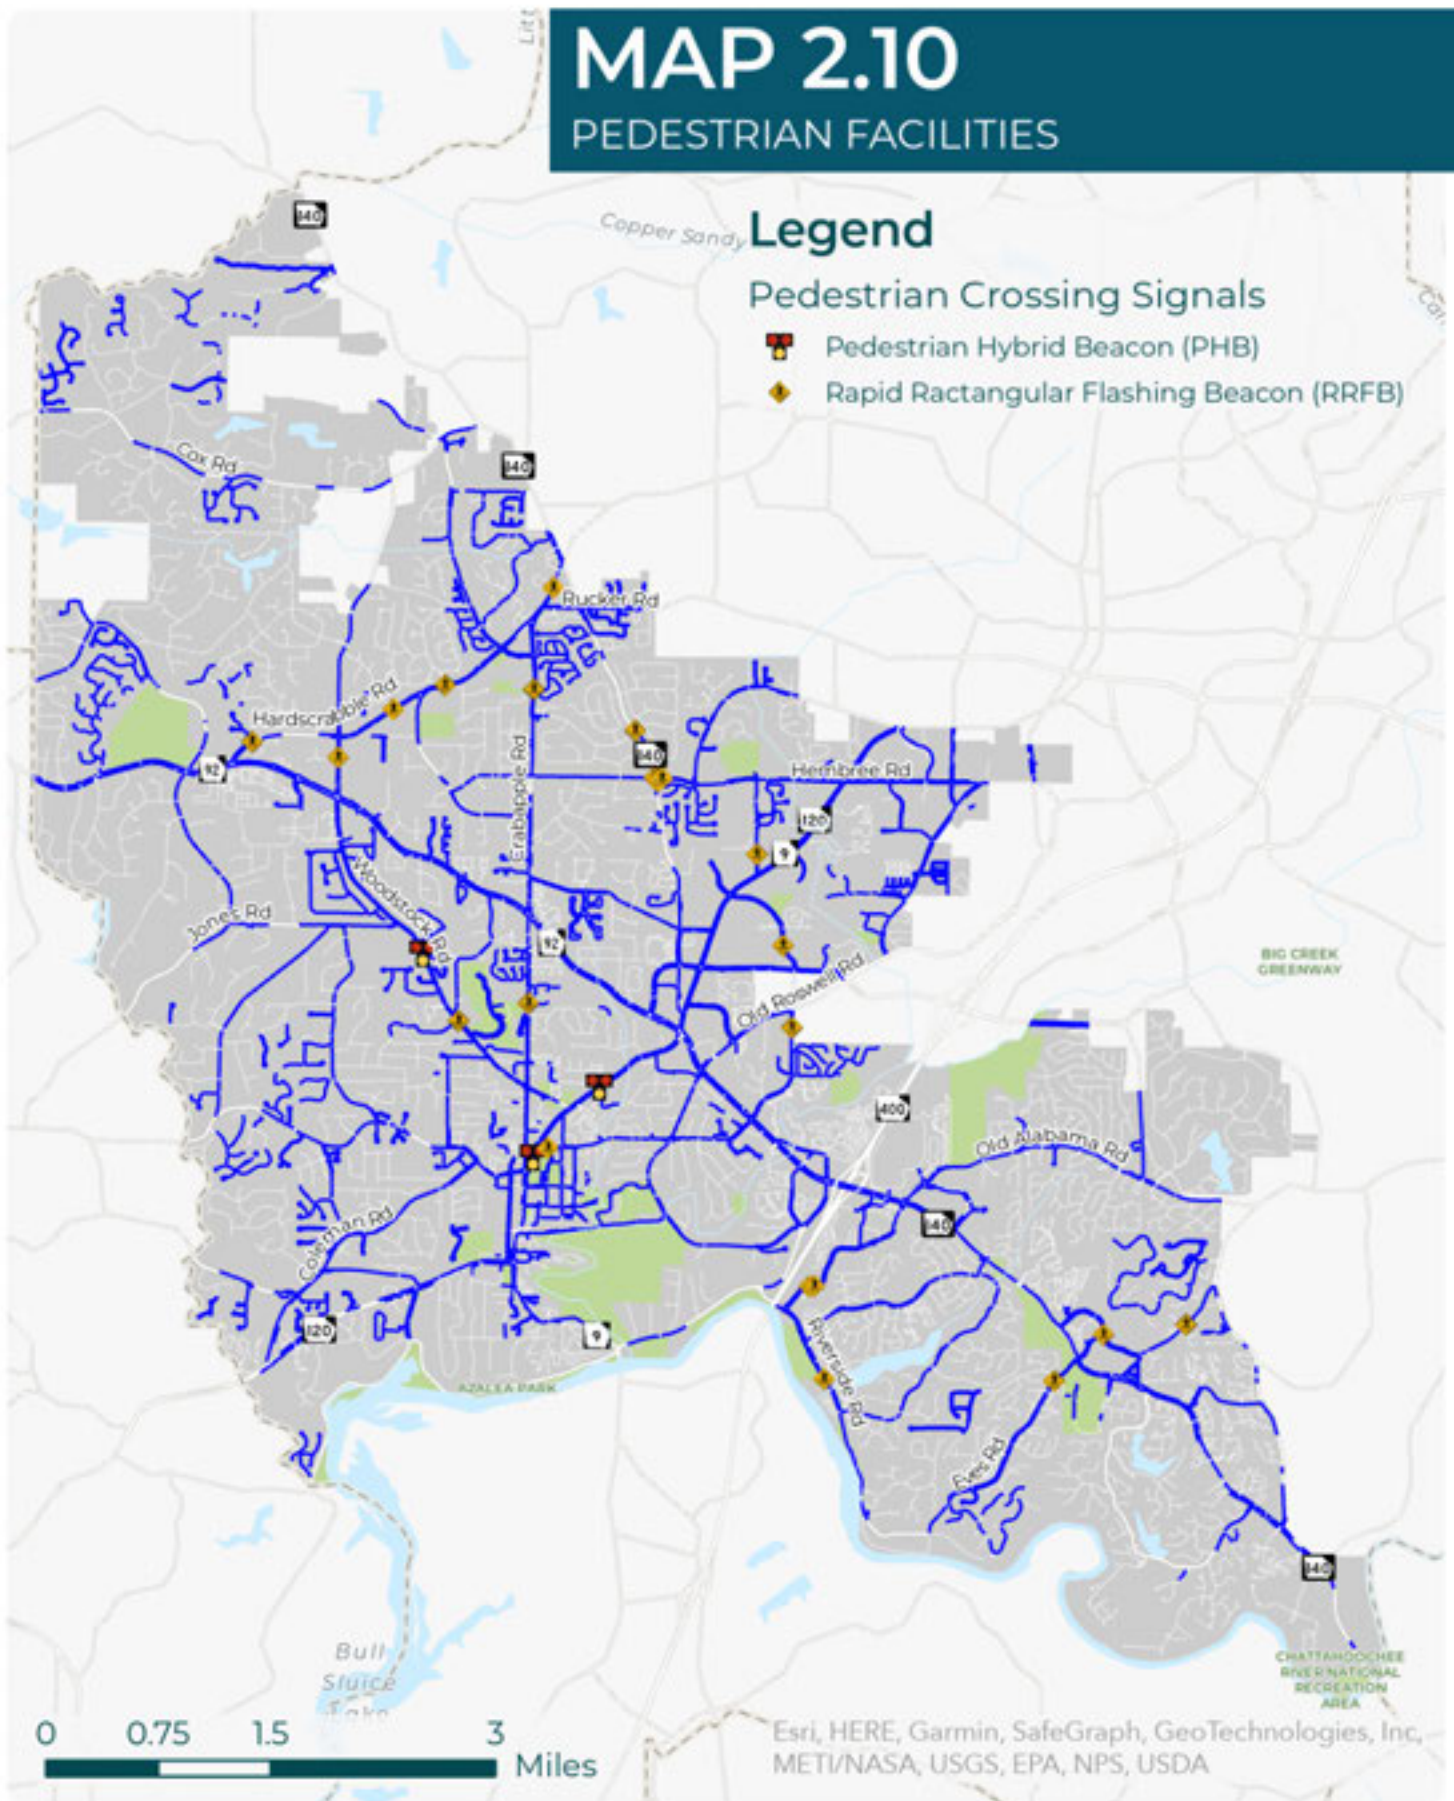 MAP 2.10
PEDESTRIAN FACILITIES
Litt
140
Copper Sandy
Legend
Pedestrian Crossing Signals
Pedestrian Hybrid Beacon (PHB)
Rapid Ractangular Flashing Beacon (RRFB)
Cox Rd
140
Rucker Rd
Hardscrabble Rd
92
140
Hembree Rd
Crabapple Rd
120
9
Woodstock Rd
Jones Rd
92
Old Roswell Rd
BIG CREEK
GREENWAY
400
Old Alabama Rd
140
Coleman Rd
120
9
Riverside Rd
AZALEA PARK
Eves Rd
140
Bull
Sluice
Lake
CHATTAHOOCHEE
RIVER NATIONAL
RECREATION
AREA
0 0.75 1.5 3
Miles
Esri, HERE, Garmin, SafeGraph, GeoTechnologies, Inc,
METI/NASA, USGS, EPA, NPS, USDA